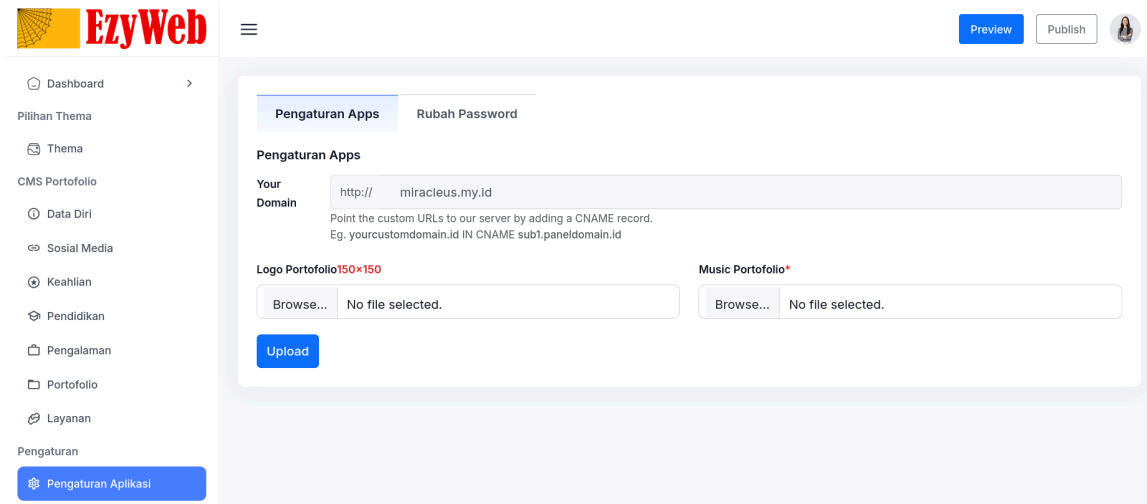 EzyWeb
Preview
Publish
Dashboard
Pilihan Thema
Thema
CMS Portofolio
Data Diri
Sosial Media
Keahlian
Pendidikan
Pengalaman
Portofolio
Layanan
Pengaturan
Pengaturan Aplikasi
Pengaturan Apps
Rubah Password
Pengaturan Apps
Your
Domain
http://
miracleus.my.id
Point the custom URLs to our server by adding a CNAME record.
Eg. yourcustomdomain.id IN CNAME sub1.paneldomain.id
Logo Portofolio150x150
Music Portofolio*
Browse... No file selected.
Browse... No file selected.
Upload